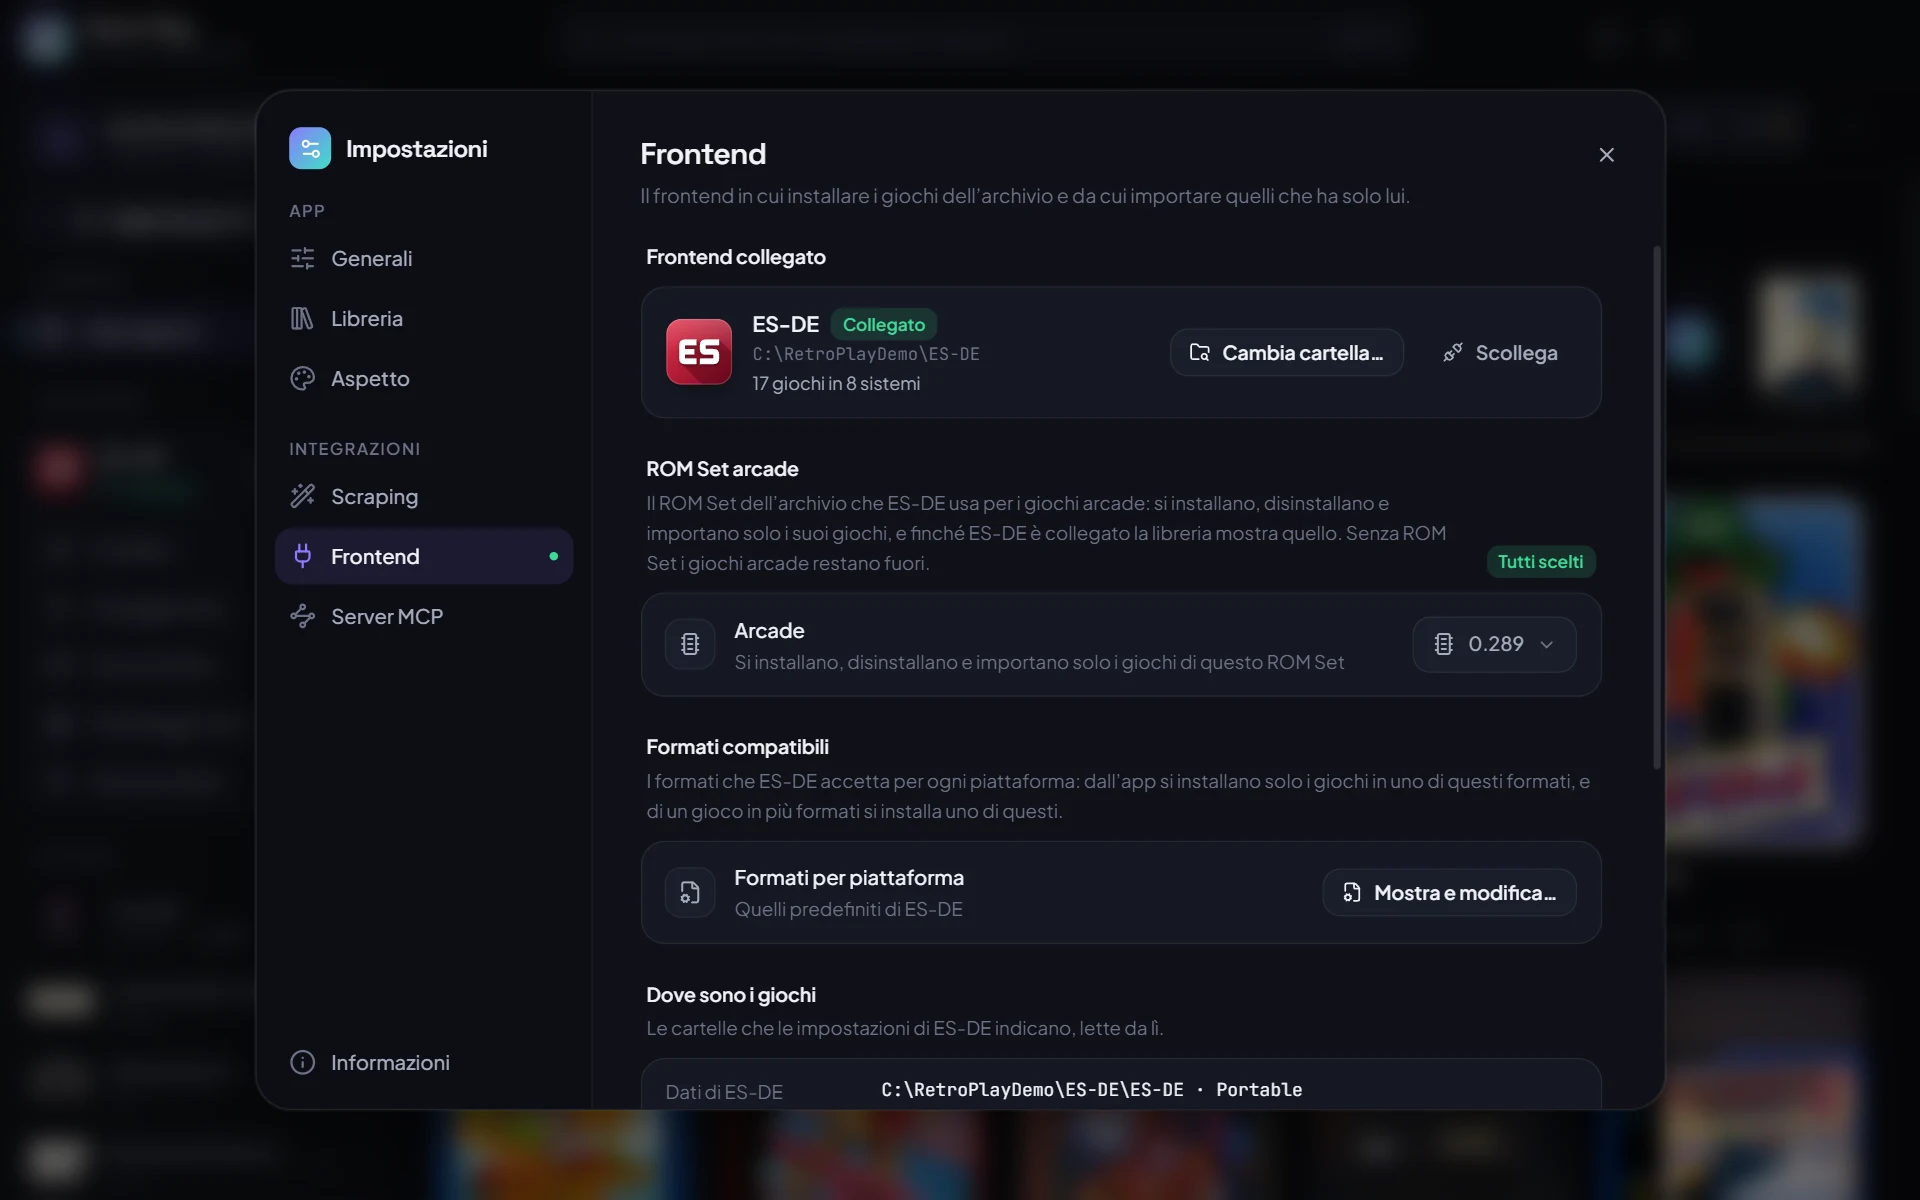 Impostazioni
APP
Generali
Libreria
Aspetto
INTEGRAZIONI
Scraping
Frontend
Server MCP
Informazioni
Frontend
Il frontend in cui installare i giochi dell’archivio e da cui importare quelli che ha solo lui.
Frontend collegato
ES
ES-DE Collegato
C:\RetroPlayDemo\ES-DE
17 giochi in 8 sistemi
Cambia cartella…
Scollega
ROM Set arcade
Il ROM Set dell’archivio che ES-DE usa per i giochi arcade: si installano, disinstallano e
importano solo i suoi giochi, e finché ES-DE è collegato la libreria mostra quello. Senza ROM
Set i giochi arcade restano fuori.
Tutti scelti
Arcade
Si installano, disinstallano e importano solo i giochi di questo ROM Set
0.289
Formati compatibili
I formati che ES-DE accetta per ogni piattaforma: dall’app si installano solo i giochi in uno di questi formati, e
di un gioco in più formati si installa uno di questi.
Formati per piattaforma
Quelli predefiniti di ES-DE
Mostra e modifica…
Dove sono i giochi
Le cartelle che le impostazioni di ES-DE indicano, lette da lì.
Dati di ES-DE
C:\RetroPlayDemo\ES-DE\ES-DE · Portable